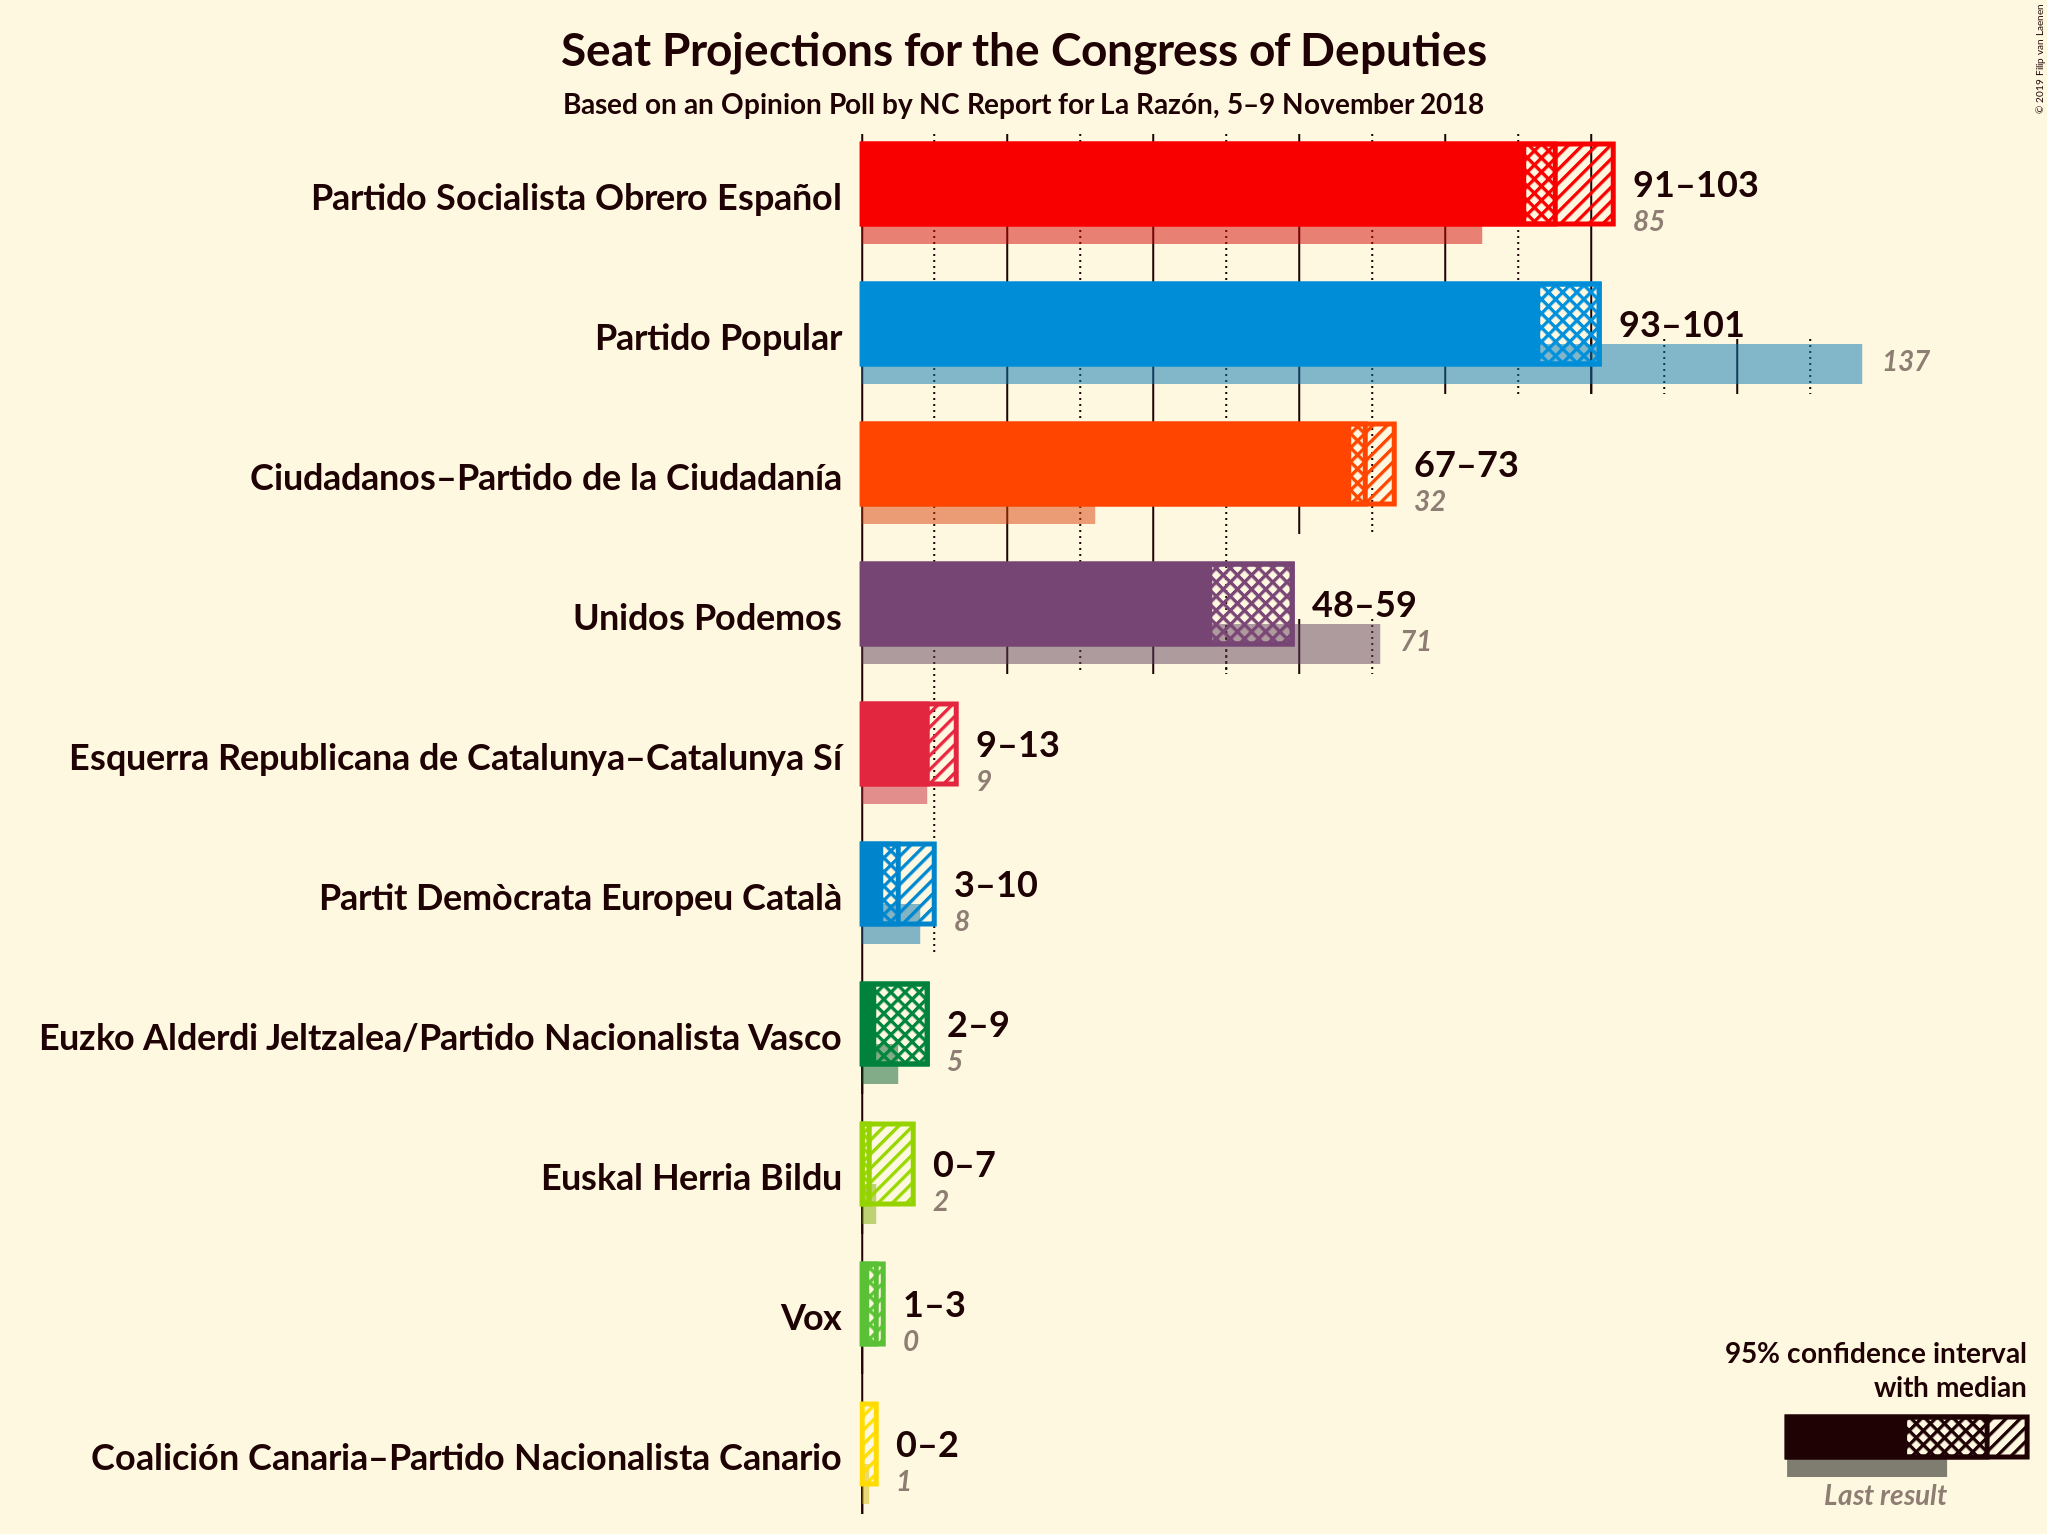 Seat Projections for the Congress of Deputies
Based on an Opinion Poll by NC Report for La Razón, 5–9 November 2018
© 2019 Filip van Laenen
Partido Socialista Obrero Español
91–103
85
Partido Popular
93–101
137
Ciudadanos–Partido de la Ciudadanía
67–73
32
Unidos Podemos
48–59
71
Esquerra Republicana de Catalunya–Catalunya Sí
9–13
9
Partit Demòcrata Europeu Català
3–10
8
Euzko Alderdi Jeltzalea/Partido Nacionalista Vasco
2–9
5
Euskal Herria Bildu
0–7
2
Vox
1–3
0
Coalición Canaria–Partido Nacionalista Canario
0–2
1
95% confidence interval
with median
Last result